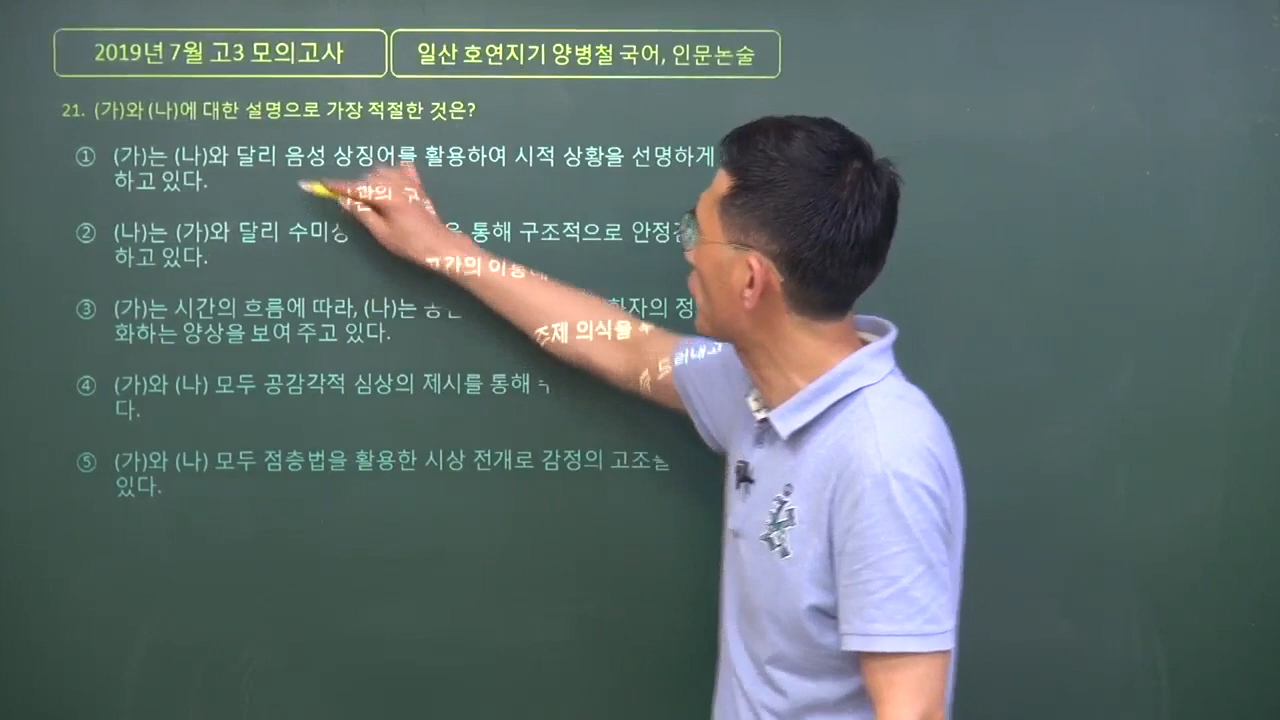 2019년 7월 고3 모의고사
일산 호연지기 양병철 국어, 인문논술
21. (가)와 (나)에 대한 설명으로 가장 적절한 것은?
① (가)는 (나)와 달리 음성 상징어를 활용하여 시적 상황을 선명하게
하고 있다.
② (나)는 (가)와 달리 통해 구조적으로
하고 있다.
③ (가)는 시간의 흐름에 따라, (나)는 화자의
화하는 양상을 보여 주고 있다.
④ (가)와 (나) 모두 공감각적 심상의 제시를 통해 주제 의식을
다.
⑤ (가)와 (나) 모두 점층법을 활용한 시상 전개로 감정의
있다.